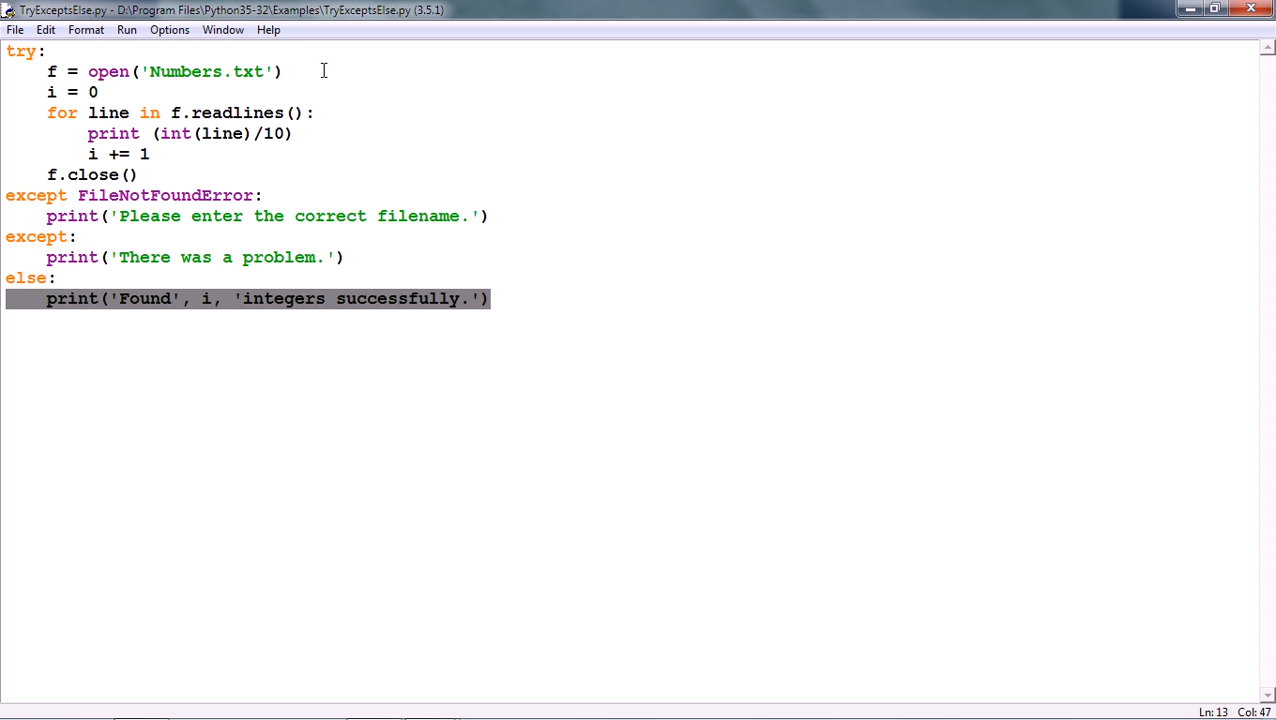 TryExceptsElse.py - D:\Program Files\Python35-32\Examples\TryExceptsElse.py (3.5.1)
File Edit Format Run Options Window Help
try:
    f = open('Numbers.txt')
    i = 0
    for line in f.readlines():
        print (int(line)/10)
        i += 1
    f.close()
except FileNotFoundError:
    print('Please enter the correct filename.')
except:
    print('There was a problem.')
else:
    print('Found', i, 'integers successfully.')
Ln: 13 Col: 47